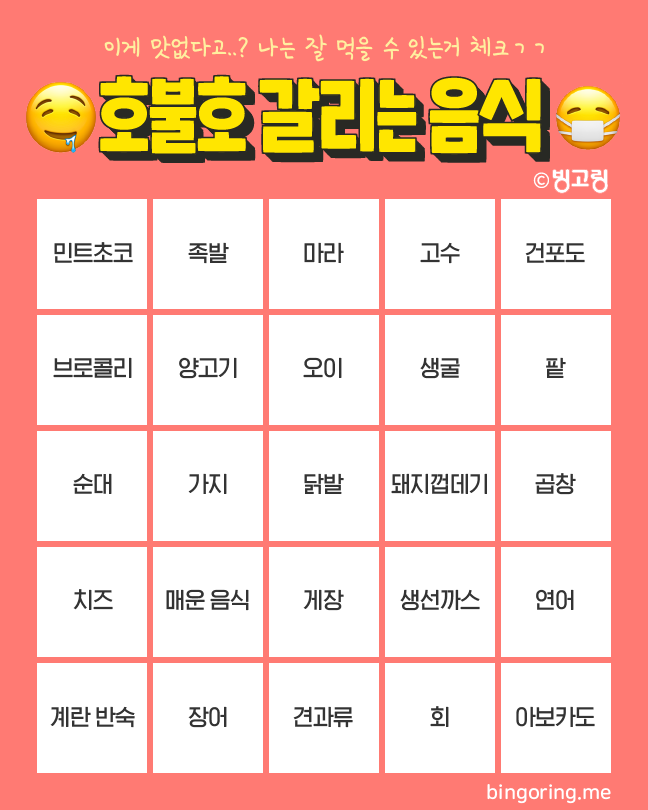 이게 맛없다고..? 나는 잘 먹을 수 있는거 체크ㄱㄱ
호불호 갈리는 음식
©빙고링
민트초코 족발 마라 고수 건포도
브로콜리 양고기 오이 생굴 팥
순대 가지 닭발 돼지껍데기 곱창
치즈 매운 음식 게장 생선까스 연어
계란 반숙 장어 견과류 회 아보카도
bingoring.me